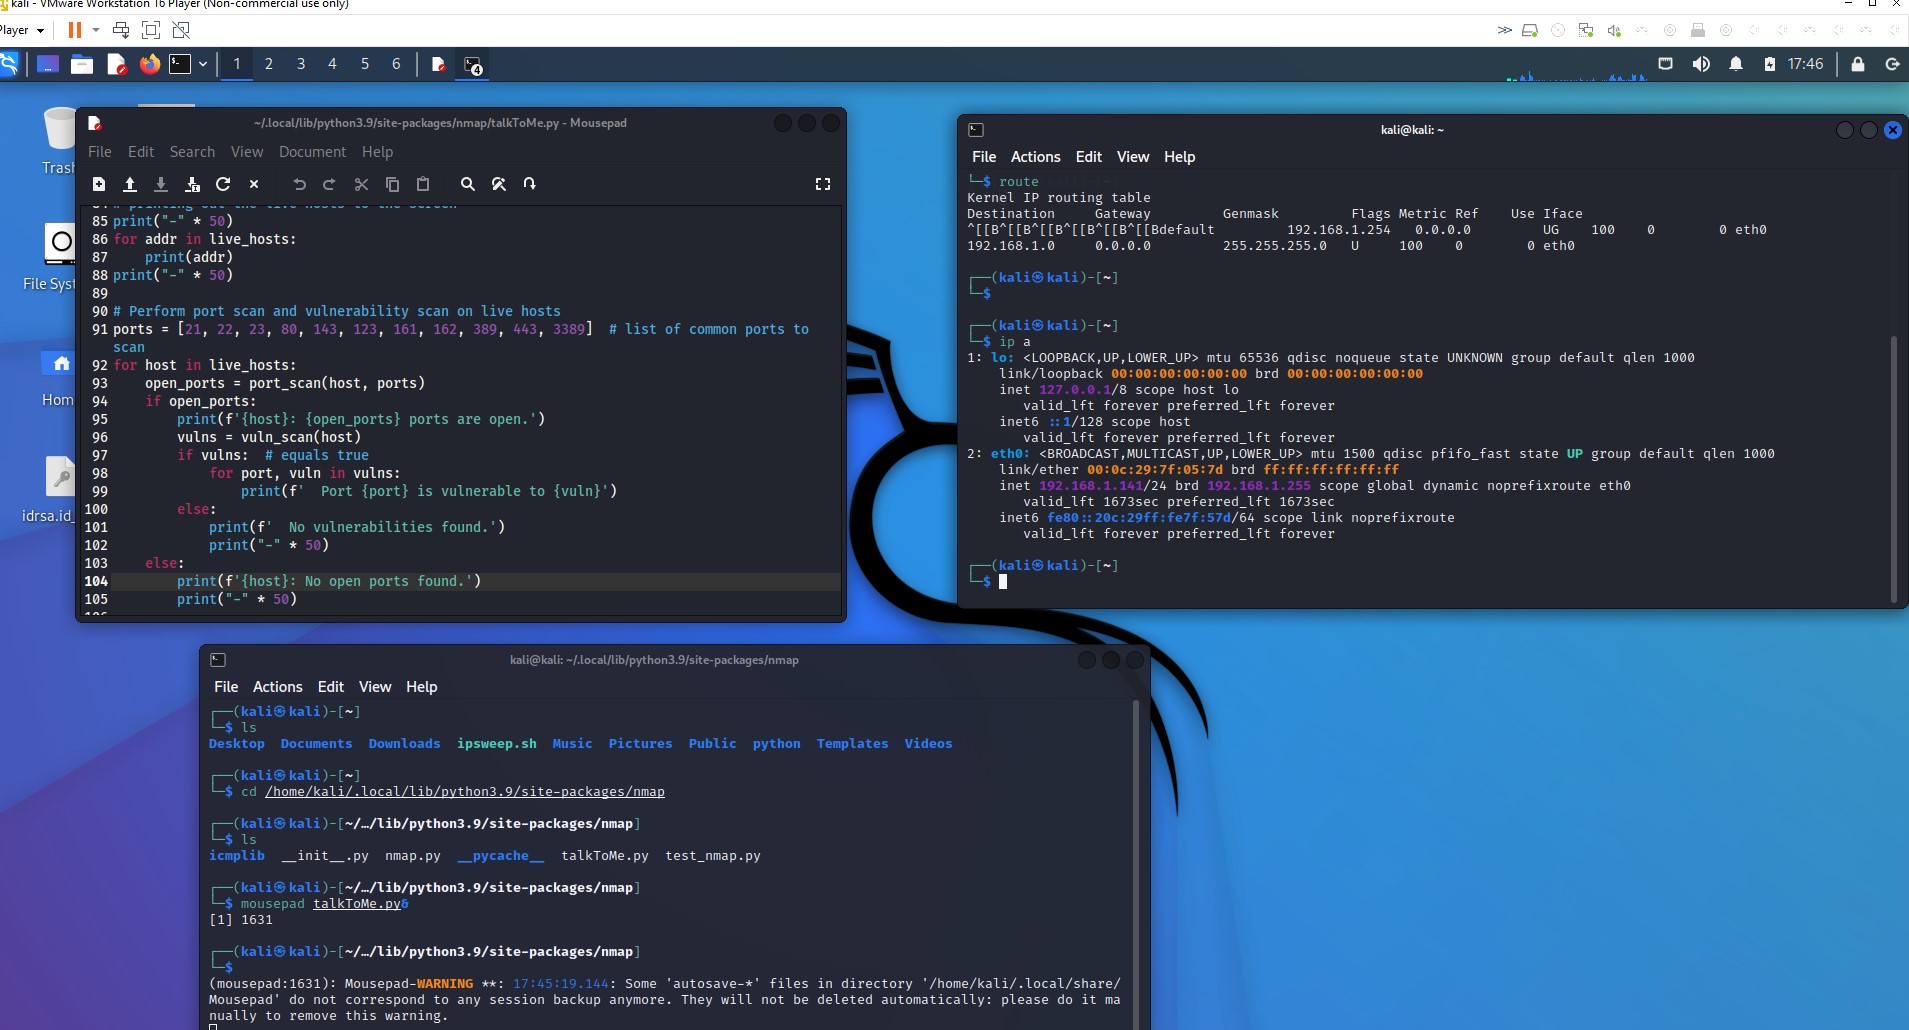 kali - VMware Workstation 16 Player (Non-commercial use only)
Player
1 2 3 4 5 6
4
17:46
Trash
File Syst
Hom
idrsa.id_
~/.local/lib/python3.9/site-packages/nmap/talkToMe.py - Mousepad
File Edit Search View Document Help
84 # printing out the live hosts to the screen
85 print("-" * 50)
86 for addr in live_hosts:
87     print(addr)
88 print("-" * 50)
89
90 # Perform port scan and vulnerability scan on live hosts
91 ports = [21, 22, 23, 80, 143, 123, 161, 162, 389, 443, 3389]  # list of common ports to
scan
92 for host in live_hosts:
93     open_ports = port_scan(host, ports)
94     if open_ports:
95         print(f'{host}: {open_ports} ports are open.')
96         vulns = vuln_scan(host)
97         if vulns:  # equals true
98             for port, vuln in vulns:
99                 print(f'  Port {port} is vulnerable to {vuln}')
100         else:
101             print(f'  No vulnerabilities found.')
102             print("-" * 50)
103     else:
104         print(f'{host}: No open ports found.')
105         print("-" * 50)
kali@kali: ~
File Actions Edit View Help
└─$ route
Kernel IP routing table
Destination     Gateway         Genmask         Flags Metric Ref    Use Iface
^[[B^[[B^[[B^[[B^[[B^[[Bdefault         192.168.1.254   0.0.0.0         UG    100    0        0 eth0
192.168.1.0     0.0.0.0         255.255.255.0   U     100    0        0 eth0
┌──(kali㉿kali)-[~]
└─$
┌──(kali㉿kali)-[~]
└─$ ip a
1: lo: <LOOPBACK,UP,LOWER_UP> mtu 65536 qdisc noqueue state UNKNOWN group default qlen 1000
    link/loopback 00:00:00:00:00:00 brd 00:00:00:00:00:00
    inet 127.0.0.1/8 scope host lo
       valid_lft forever preferred_lft forever
    inet6 ::1/128 scope host
       valid_lft forever preferred_lft forever
2: eth0: <BROADCAST,MULTICAST,UP,LOWER_UP> mtu 1500 qdisc pfifo_fast state UP group default qlen 1000
    link/ether 00:0c:29:7f:05:7d brd ff:ff:ff:ff:ff:ff
    inet 192.168.1.141/24 brd 192.168.1.255 scope global dynamic noprefixroute eth0
       valid_lft 1673sec preferred_lft 1673sec
    inet6 fe80::20c:29ff:fe7f:57d/64 scope link noprefixroute
       valid_lft forever preferred_lft forever
┌──(kali㉿kali)-[~]
└─$
kali@kali: ~/.local/lib/python3.9/site-packages/nmap
File Actions Edit View Help
┌──(kali㉿kali)-[~]
└─$ ls
Desktop  Documents  Downloads  ipsweep.sh  Music  Pictures  Public  python  Templates  Videos
┌──(kali㉿kali)-[~]
└─$ cd /home/kali/.local/lib/python3.9/site-packages/nmap
┌──(kali㉿kali)-[~/…/lib/python3.9/site-packages/nmap]
└─$ ls
icmplib  __init__.py  nmap.py  __pycache__  talkToMe.py  test_nmap.py
┌──(kali㉿kali)-[~/…/lib/python3.9/site-packages/nmap]
└─$ mousepad talkToMe.py&
[1] 1631
┌──(kali㉿kali)-[~/…/lib/python3.9/site-packages/nmap]
└─$
(mousepad:1631): Mousepad-WARNING **: 17:45:19.144: Some 'autosave-*' files in directory '/home/kali/.local/share/
Mousepad' do not correspond to any session backup anymore. They will not be deleted automatically: please do it ma
nually to remove this warning.